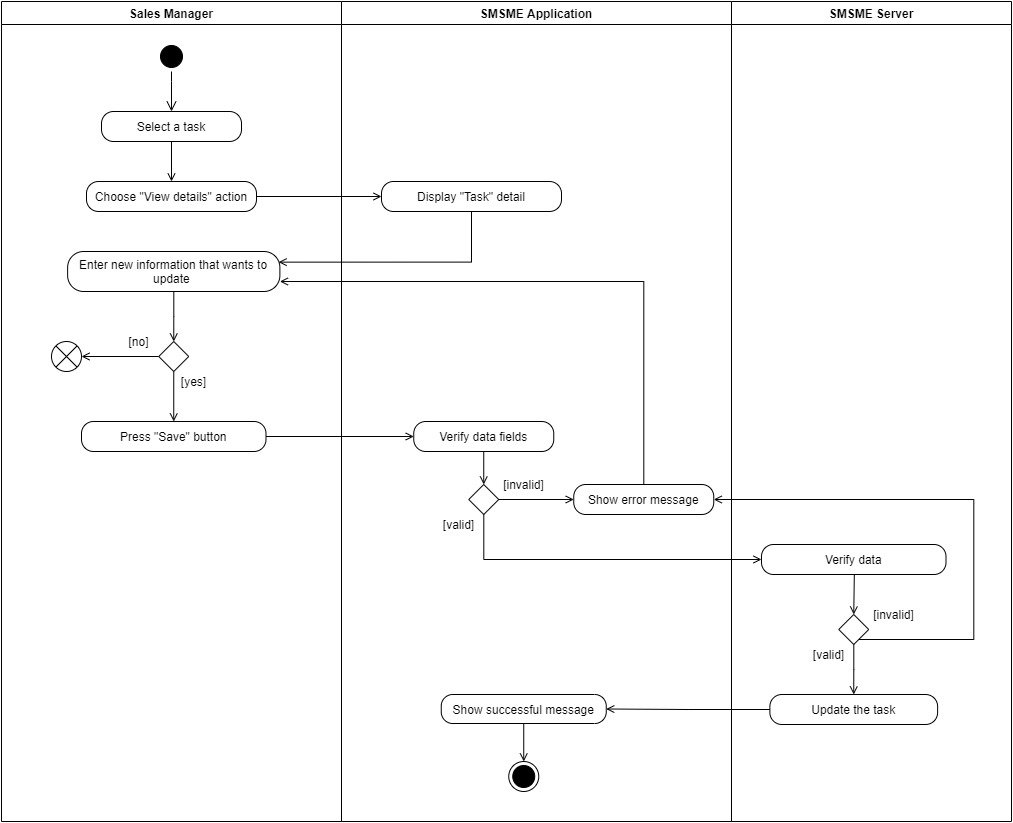 Sales Manager
SMSME Application
SMSME Server
Select a task
Choose "View details" action
Display "Task" detail
Enter new information that wants to
update
[no]
[yes]
Press "Save" button
Verify data fields
[invalid]
Show error message
[valid]
Verify data
[invalid]
[valid]
Show successful message
Update the task